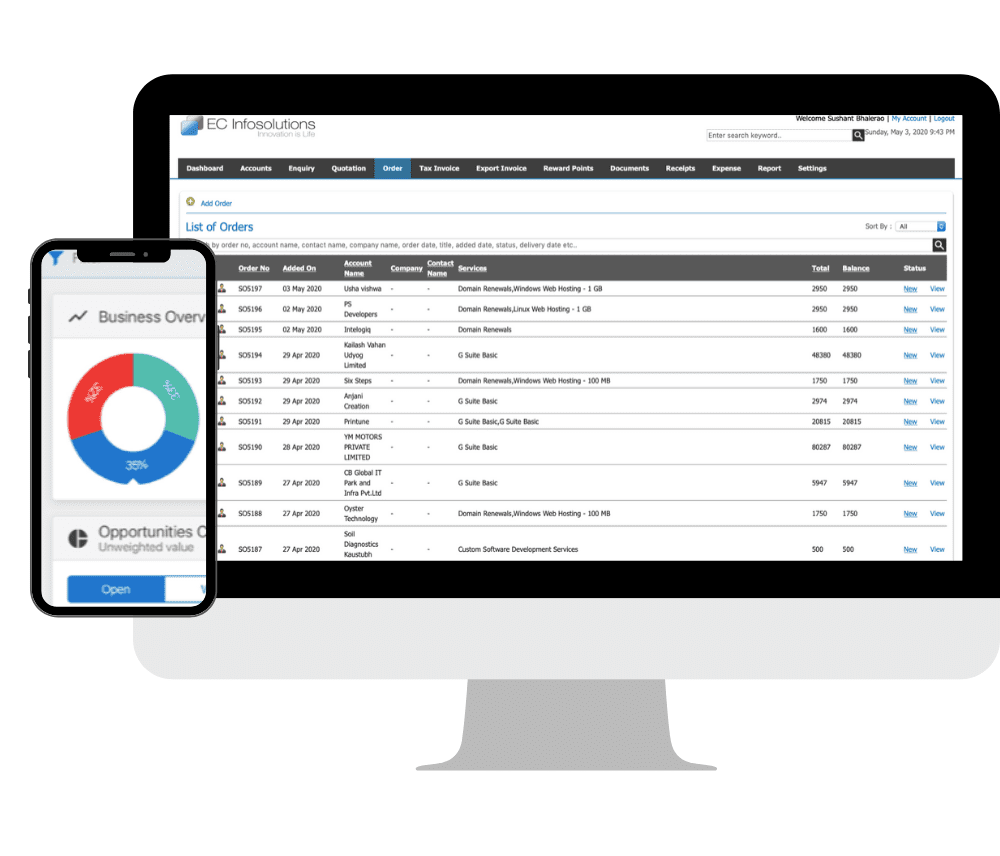 EC Infosolutions
Innovation is Life
Welcome Sushant Bhalerao | My Account | Logout
Enter search keyword..
Sunday, May 3, 2020 9:43 PM
Dashboard Accounts Enquiry Quotation Order Tax Invoice Export Invoice Reward Points Documents Receipts Expense Report Settings
Add Order
List of Orders
Sort By : All
by order no, account name, contact name, company name, order date, title, added date, status, delivery date etc..
Order No Added On Account Name Company Contact Name Services Total Balance Status
SO5197 03 May 2020 Usha vishwa - - Domain Renewals,Windows Web Hosting - 1 GB 2950 2950 New View
SO5196 02 May 2020 PS Developers - - Domain Renewals,Linux Web Hosting - 1 GB 2950 2950 New View
SO5195 02 May 2020 Intelogiq - - Domain Renewals 1600 1600 New View
SO5194 29 Apr 2020 Kailash Vahan Udyog Limited - - G Suite Basic 48380 48380 New View
SO5193 29 Apr 2020 Six Steps - - Domain Renewals,Windows Web Hosting - 100 MB 1750 1750 New View
SO5192 29 Apr 2020 Anjani Creation - - G Suite Basic 2974 2974 New View
SO5191 29 Apr 2020 Printune - - G Suite Basic,G Suite Basic 20815 20815 New View
SO5190 28 Apr 2020 YM MOTORS PRIVATE LIMITED - - G Suite Basic 80287 80287 New View
SO5189 27 Apr 2020 CB Global IT Park and Infra Pvt.Ltd - - G Suite Basic 5947 5947 New View
SO5188 27 Apr 2020 Oyster Technology - - Domain Renewals,Windows Web Hosting - 100 MB 1750 1750 New View
SO5187 27 Apr 2020 Soil Diagnostics Kaustubh - - Custom Software Development Services 500 500 New View
Business Overv
35%
Opportunities
Unweighted value
Open